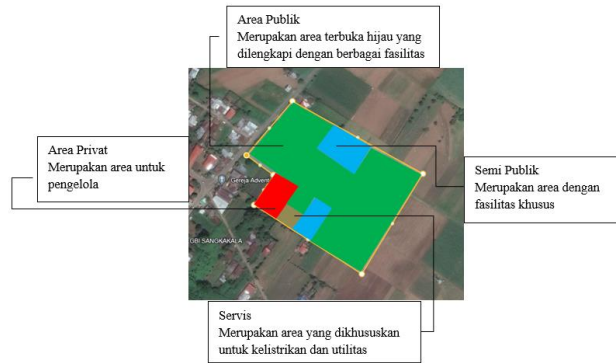 Area Publik
Merupakan area terbuka hijau yang
dilengkapi dengan berbagai fasilitas
Area Privat
Merupakan area untuk
pengelola
Gereja Advent
Semi Publik
Merupakan area dengan
fasilitas khusus
GBI SANGKAKALA
Servis
Merupakan area yang dikhususkan
untuk kelistrikan dan utilitas